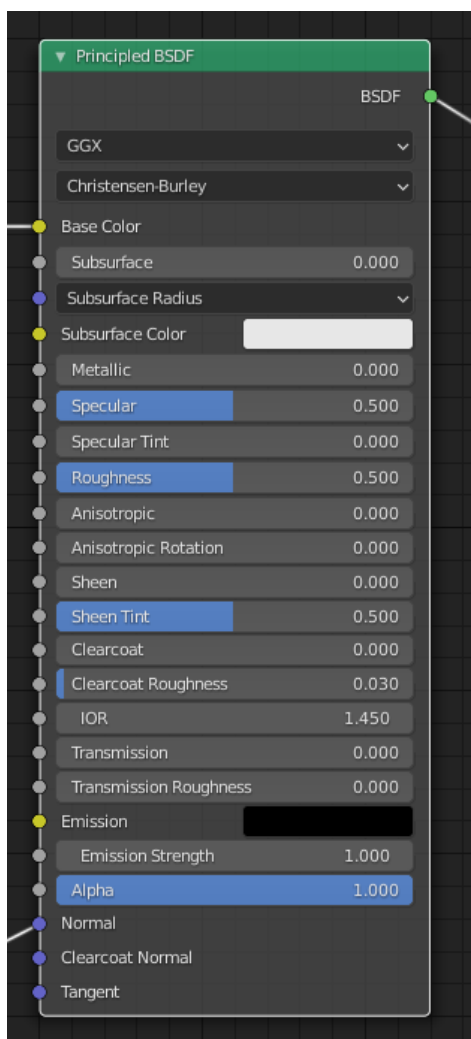 Principled BSDF
BSDF
GGX
Christensen-Burley
Base Color
Subsurface 0.000
Subsurface Radius
Subsurface Color
Metallic 0.000
Specular 0.500
Specular Tint 0.000
Roughness 0.500
Anisotropic 0.000
Anisotropic Rotation 0.000
Sheen 0.000
Sheen Tint 0.500
Clearcoat 0.000
Clearcoat Roughness 0.030
IOR 1.450
Transmission 0.000
Transmission Roughness 0.000
Emission
Emission Strength 1.000
Alpha 1.000
Normal
Clearcoat Normal
Tangent